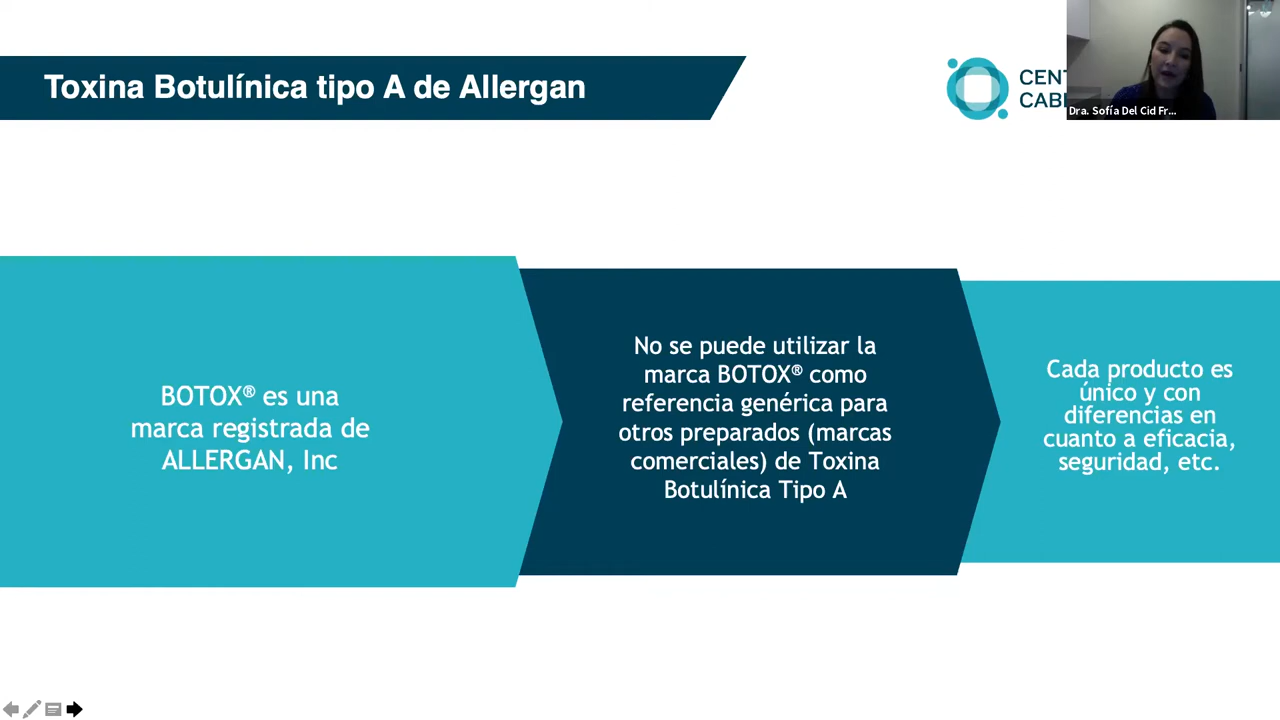 Toxina Botulínica tipo A de Allergan
Dra. Sofía Del Cid Fr...
BOTOX® es una
marca registrada de
ALLERGAN, Inc
No se puede utilizar la
marca BOTOX® como
referencia genérica para
otros preparados (marcas
comerciales) de Toxina
Botulínica Tipo A
Cada producto es
único y con
diferencias en
cuanto a eficacia,
seguridad, etc.